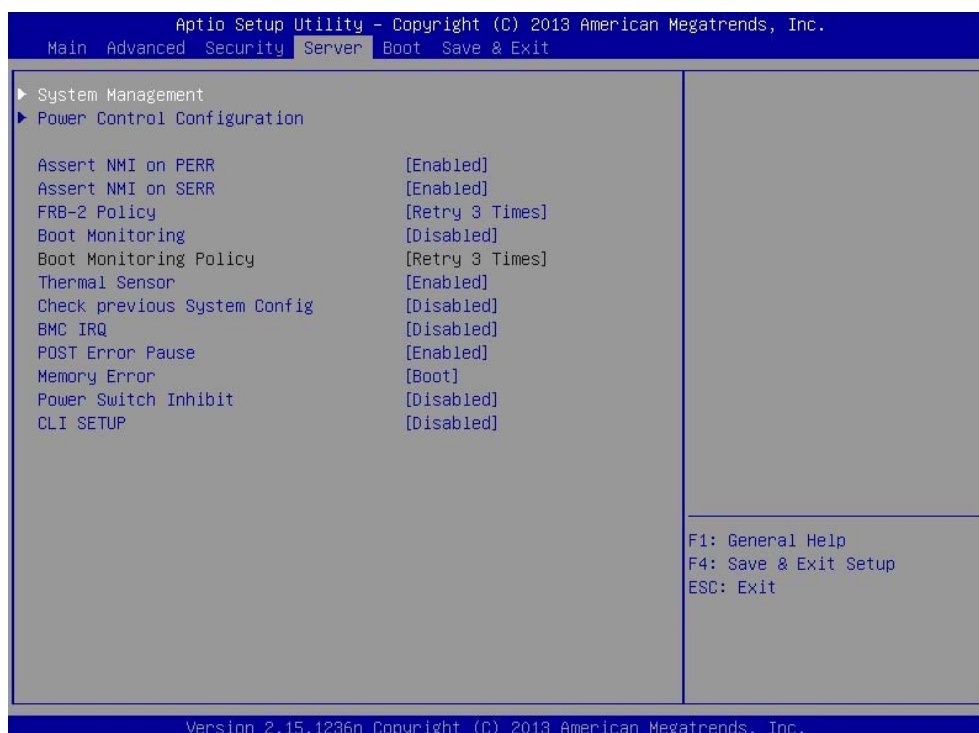 Aptio Setup Utility – Copyright (C) 2013 American Megatrends, Inc.
Main Advanced Security Server Boot Save & Exit
System Management
Power Control Configuration
Assert NMI on PERR [Enabled]
Assert NMI on SERR [Enabled]
FRB-2 Policy [Retry 3 Times]
Boot Monitoring [Disabled]
Boot Monitoring Policy [Retry 3 Times]
Thermal Sensor [Enabled]
Check previous System Config [Disabled]
BMC IRQ [Disabled]
POST Error Pause [Enabled]
Memory Error [Boot]
Power Switch Inhibit [Disabled]
CLI SETUP [Disabled]
F1: General Help
F4: Save & Exit Setup
ESC: Exit
Version 2.15.1236n Copyright (C) 2013 American Megatrends, Inc.